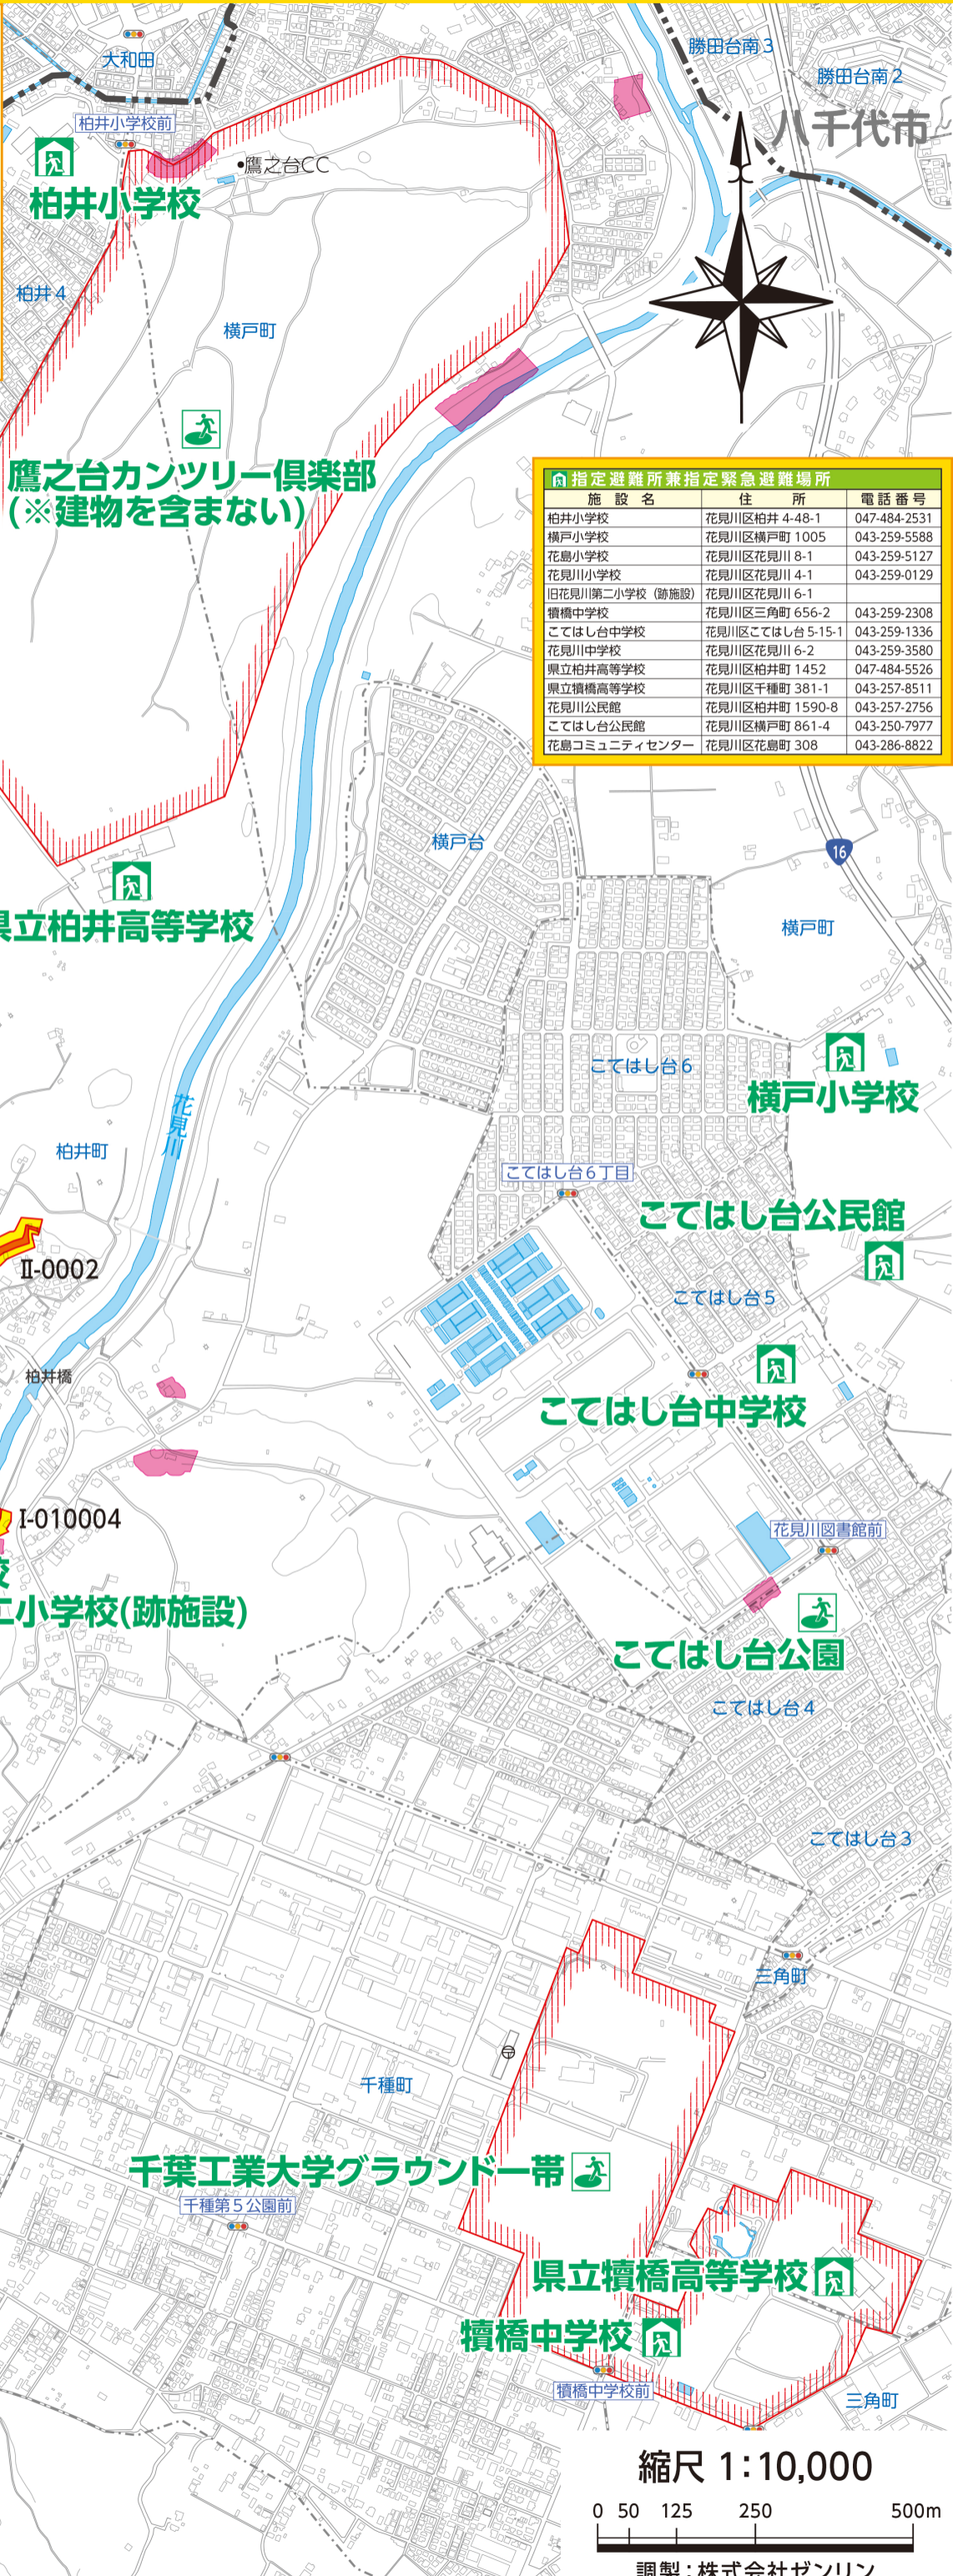 大和田
勝田台南3
勝田台南2
八千代市
柏井小学校前
•鷹之台CC
柏井小学校
柏井4
横戸町
鷹之台カンツリー倶楽部
(※建物を含まない)
指定避難所兼指定緊急避難場所
施 設 名 住 所 電話番号
柏井小学校 花見川区柏井 4-48-1 047-484-2531
横戸小学校 花見川区横戸町 1005 043-259-5588
花島小学校 花見川区花見川 8-1 043-259-5127
花見川小学校 花見川区花見川 4-1 043-259-0129
旧花見川第二小学校（跡施設） 花見川区花見川 6-1
犢橋中学校 花見川区三角町 656-2 043-259-2308
こてはし台中学校 花見川区こてはし台 5-15-1 043-259-1336
花見川中学校 花見川区花見川 6-2 043-259-3580
県立柏井高等学校 花見川区柏井町 1452 047-484-5526
県立犢橋高等学校 花見川区千種町 381-1 043-257-8511
花見川公民館 花見川区柏井町 1590-8 043-257-2756
こてはし台公民館 花見川区横戸町 861-4 043-250-7977
花島コミュニティセンター 花見川区花島町 308 043-286-8822
横戸台
16
県立柏井高等学校
横戸町
こてはし台6
横戸小学校
花見川
柏井町
こてはし台6丁目
こてはし台公民館
II-0002
こてはし台5
柏井橋
こてはし台中学校
I-010004
花見川図書館前
校
二小学校(跡施設)
こてはし台公園
こてはし台4
こてはし台3
三角町
千種町
千葉工業大学グラウンド一帯
千種第5公園前
県立犢橋高等学校
犢橋中学校
犢橋中学校前
三角町
縮尺 1:10,000
0 50 125 250 500m
調製：株式会社ゼンリン